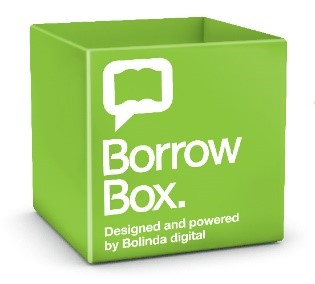 Borrow
Box.
Designed and powered
by Bolinda digital